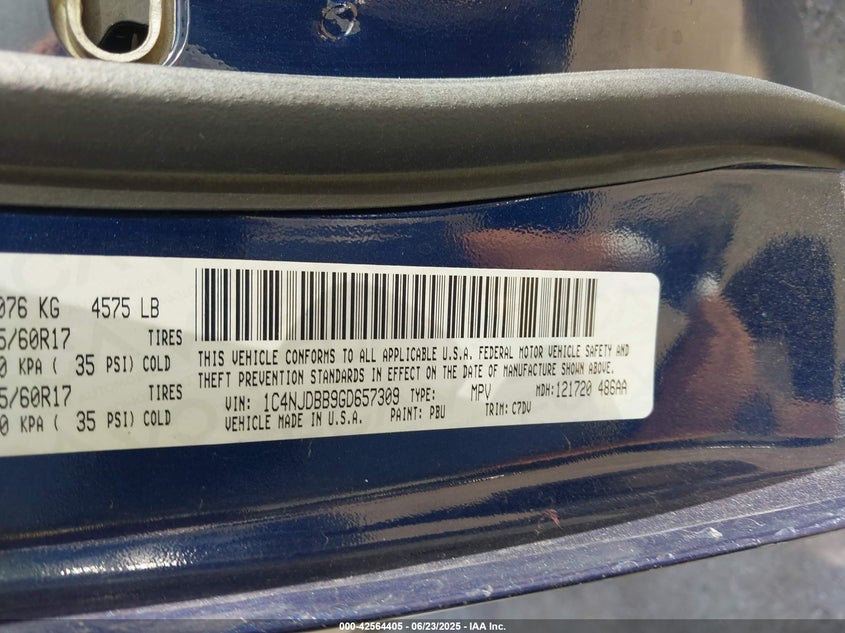 076 KG 4575 LB
5/60R17 TIRES
0 KPA ( 35 PSI) COLD
5/60R17 TIRES
0 KPA ( 35 PSI) COLD
THIS VEHICLE CONFORMS TO ALL APPLICABLE U.S.A. FEDERAL MOTOR VEHICLE SAFETY AND
THEFT PREVENTION STANDARDS IN EFFECT ON THE DATE OF MANUFACTURE SHOWN ABOVE.
VIN: 1C4NJDBB9GD657309 TYPE: MPV MDH:121720 486AA
VEHICLE MADE IN U.S.A. PAINT: PBU TRIM: C7DV
000-42564405 - 06/23/2025 - IAA Inc.